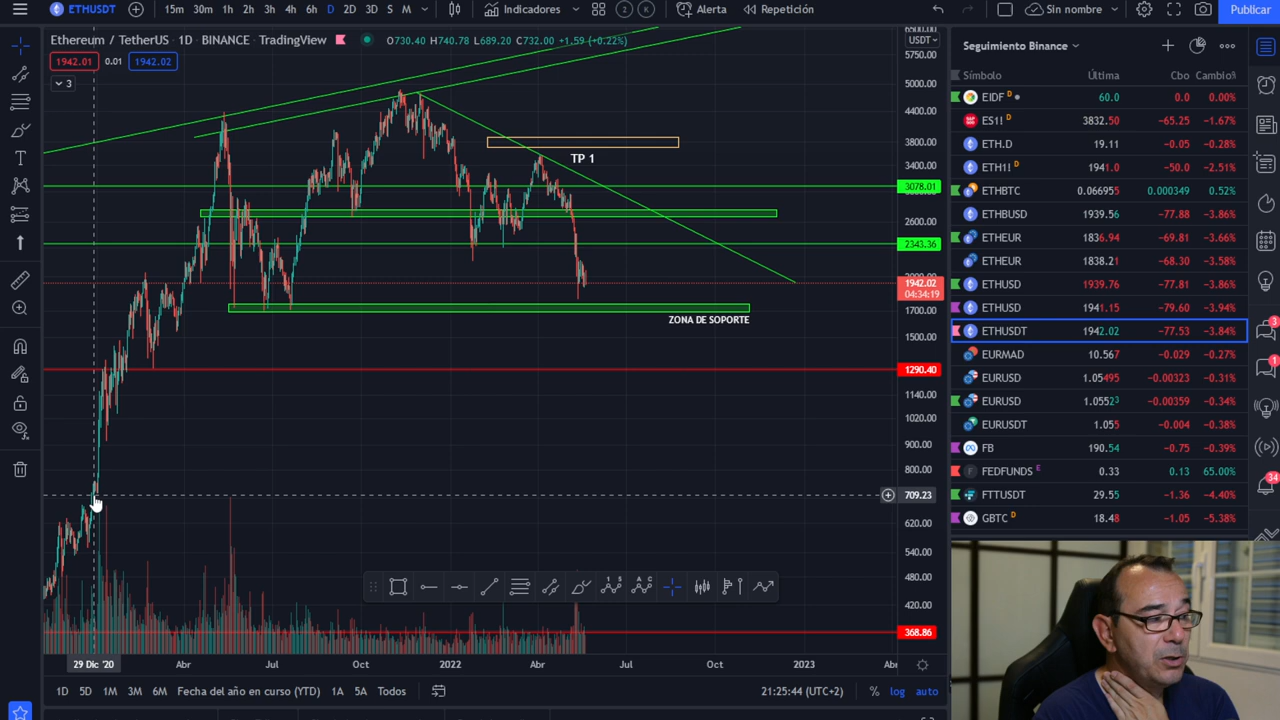 ETHUSDT 15m 30m 1h 2h 3h 4h 6h D 2D 3D S M Indicadores 2 K Alerta Repetición Sin nombre Publicar
Ethereum / TetherUS · 1D · BINANCE · TradingView O730.40 H740.78 L689.20 C732.00 +1.59 (+0.22%)
USDT
1942.01 0.01 1942.02
3
5750.00
5000.00
4400.00
3800.00
TP 1
3400.00
3078.01
2600.00
2343.36
1942.02
04:34:19
1700.00
ZONA DE SOPORTE
1500.00
1290.40
1140.00
1020.00
900.00
800.00
709.23
620.00
540.00
480.00
420.00
368.86
29 Dic '20 Abr Jul Oct 2022 Abr Jul Oct 2023 Abr
1D 5D 1M 3M 6M Fecha del año en curso (YTD) 1A 5A Todos 21:25:44 (UTC+2) % log auto
Seguimiento Binance
Símbolo Última Cbo Cambio%
EIDF D 60.0 0.0 0.00%
ES1! D 3832.50 −65.25 −1.67%
ETH.D 19.11 −0.05 −0.28%
ETH1! D 1941.0 −50.0 −2.51%
ETHBTC 0.066955 0.000349 0.52%
ETHBUSD 1939.56 −77.88 −3.86%
ETHEUR 1836.94 −69.81 −3.66%
ETHEUR 1838.21 −68.30 −3.58%
ETHUSD 1939.76 −77.81 −3.86%
ETHUSD 1941.15 −79.60 −3.94%
ETHUSDT 1942.02 −77.53 −3.84%
EURMAD 10.567 −0.029 −0.27%
EURUSD 1.05495 −0.00323 −0.31%
EURUSD 1.05523 −0.00359 −0.34%
EURUSDT 1.055 −0.004 −0.38%
FB 190.54 −0.75 −0.39%
FEDFUNDS E 0.33 0.13 65.00%
FTTUSDT 29.55 −1.36 −4.40%
GBTC D 18.48 −1.05 −5.38%
3
1
34